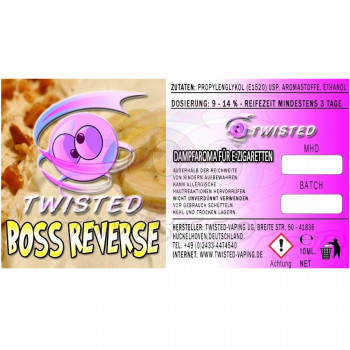 TWISTED
BOSS REVERSE
ZUTATEN: PROPYLENGLYKOL (E1520) USP, AROMASTOFFE, ETHANOL
DOSIERUNG: 9 - 14 % - REIFEZEIT MINDESTENS 3 TAGE
TWISTED
DAMPFAROMA FÜR E-ZIGARETTEN
AUßERHALB DER REICHWEITE
VON KINDERN AUFBEWAHREN
KANN ALLERGISCHE
HAUTREAKTIONEN HERVORRUFEN.
NICHT UNVERDÜNNT VERWENDEN
VOR GEBRAUCH SCHÜTTELN.
KÜHL UND TROCKEN LAGERN.
MHD
BATCH
HERSTELLER: TWISTED-VAPING UG, BREITE STR. 50 - 41836
HÜCKELHOVEN,DEUTSCHLAND.
TEL. +49 (0)2433-4474540
INTERNET: WWW.TWISTED-VAPING.DE
Achtung
10ML.
NET